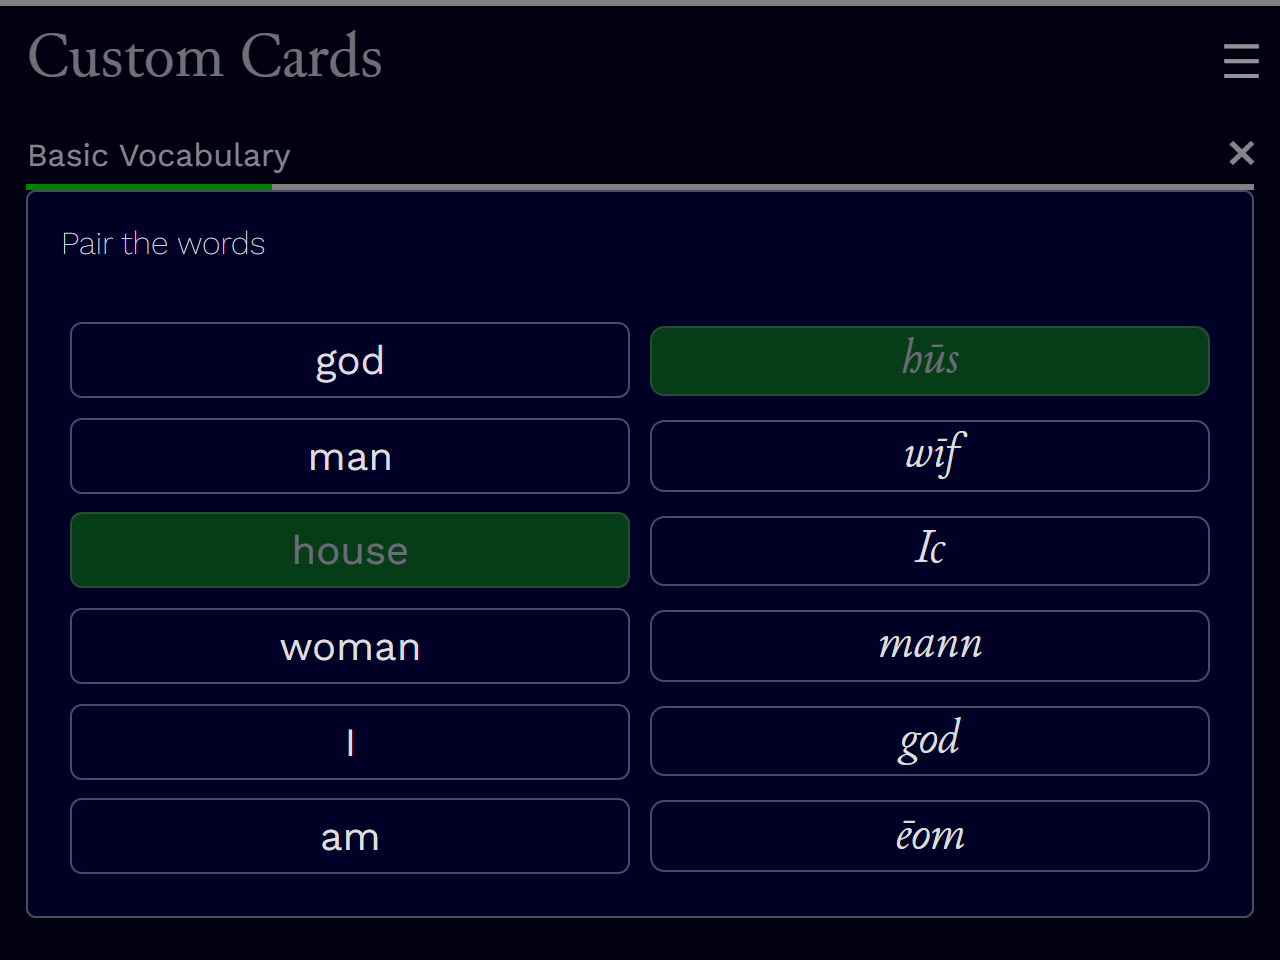 Custom Cards
Basic Vocabulary
Pair the words
god
hūs
man
wīf
house
Ic
woman
mann
I
god
am
ēom